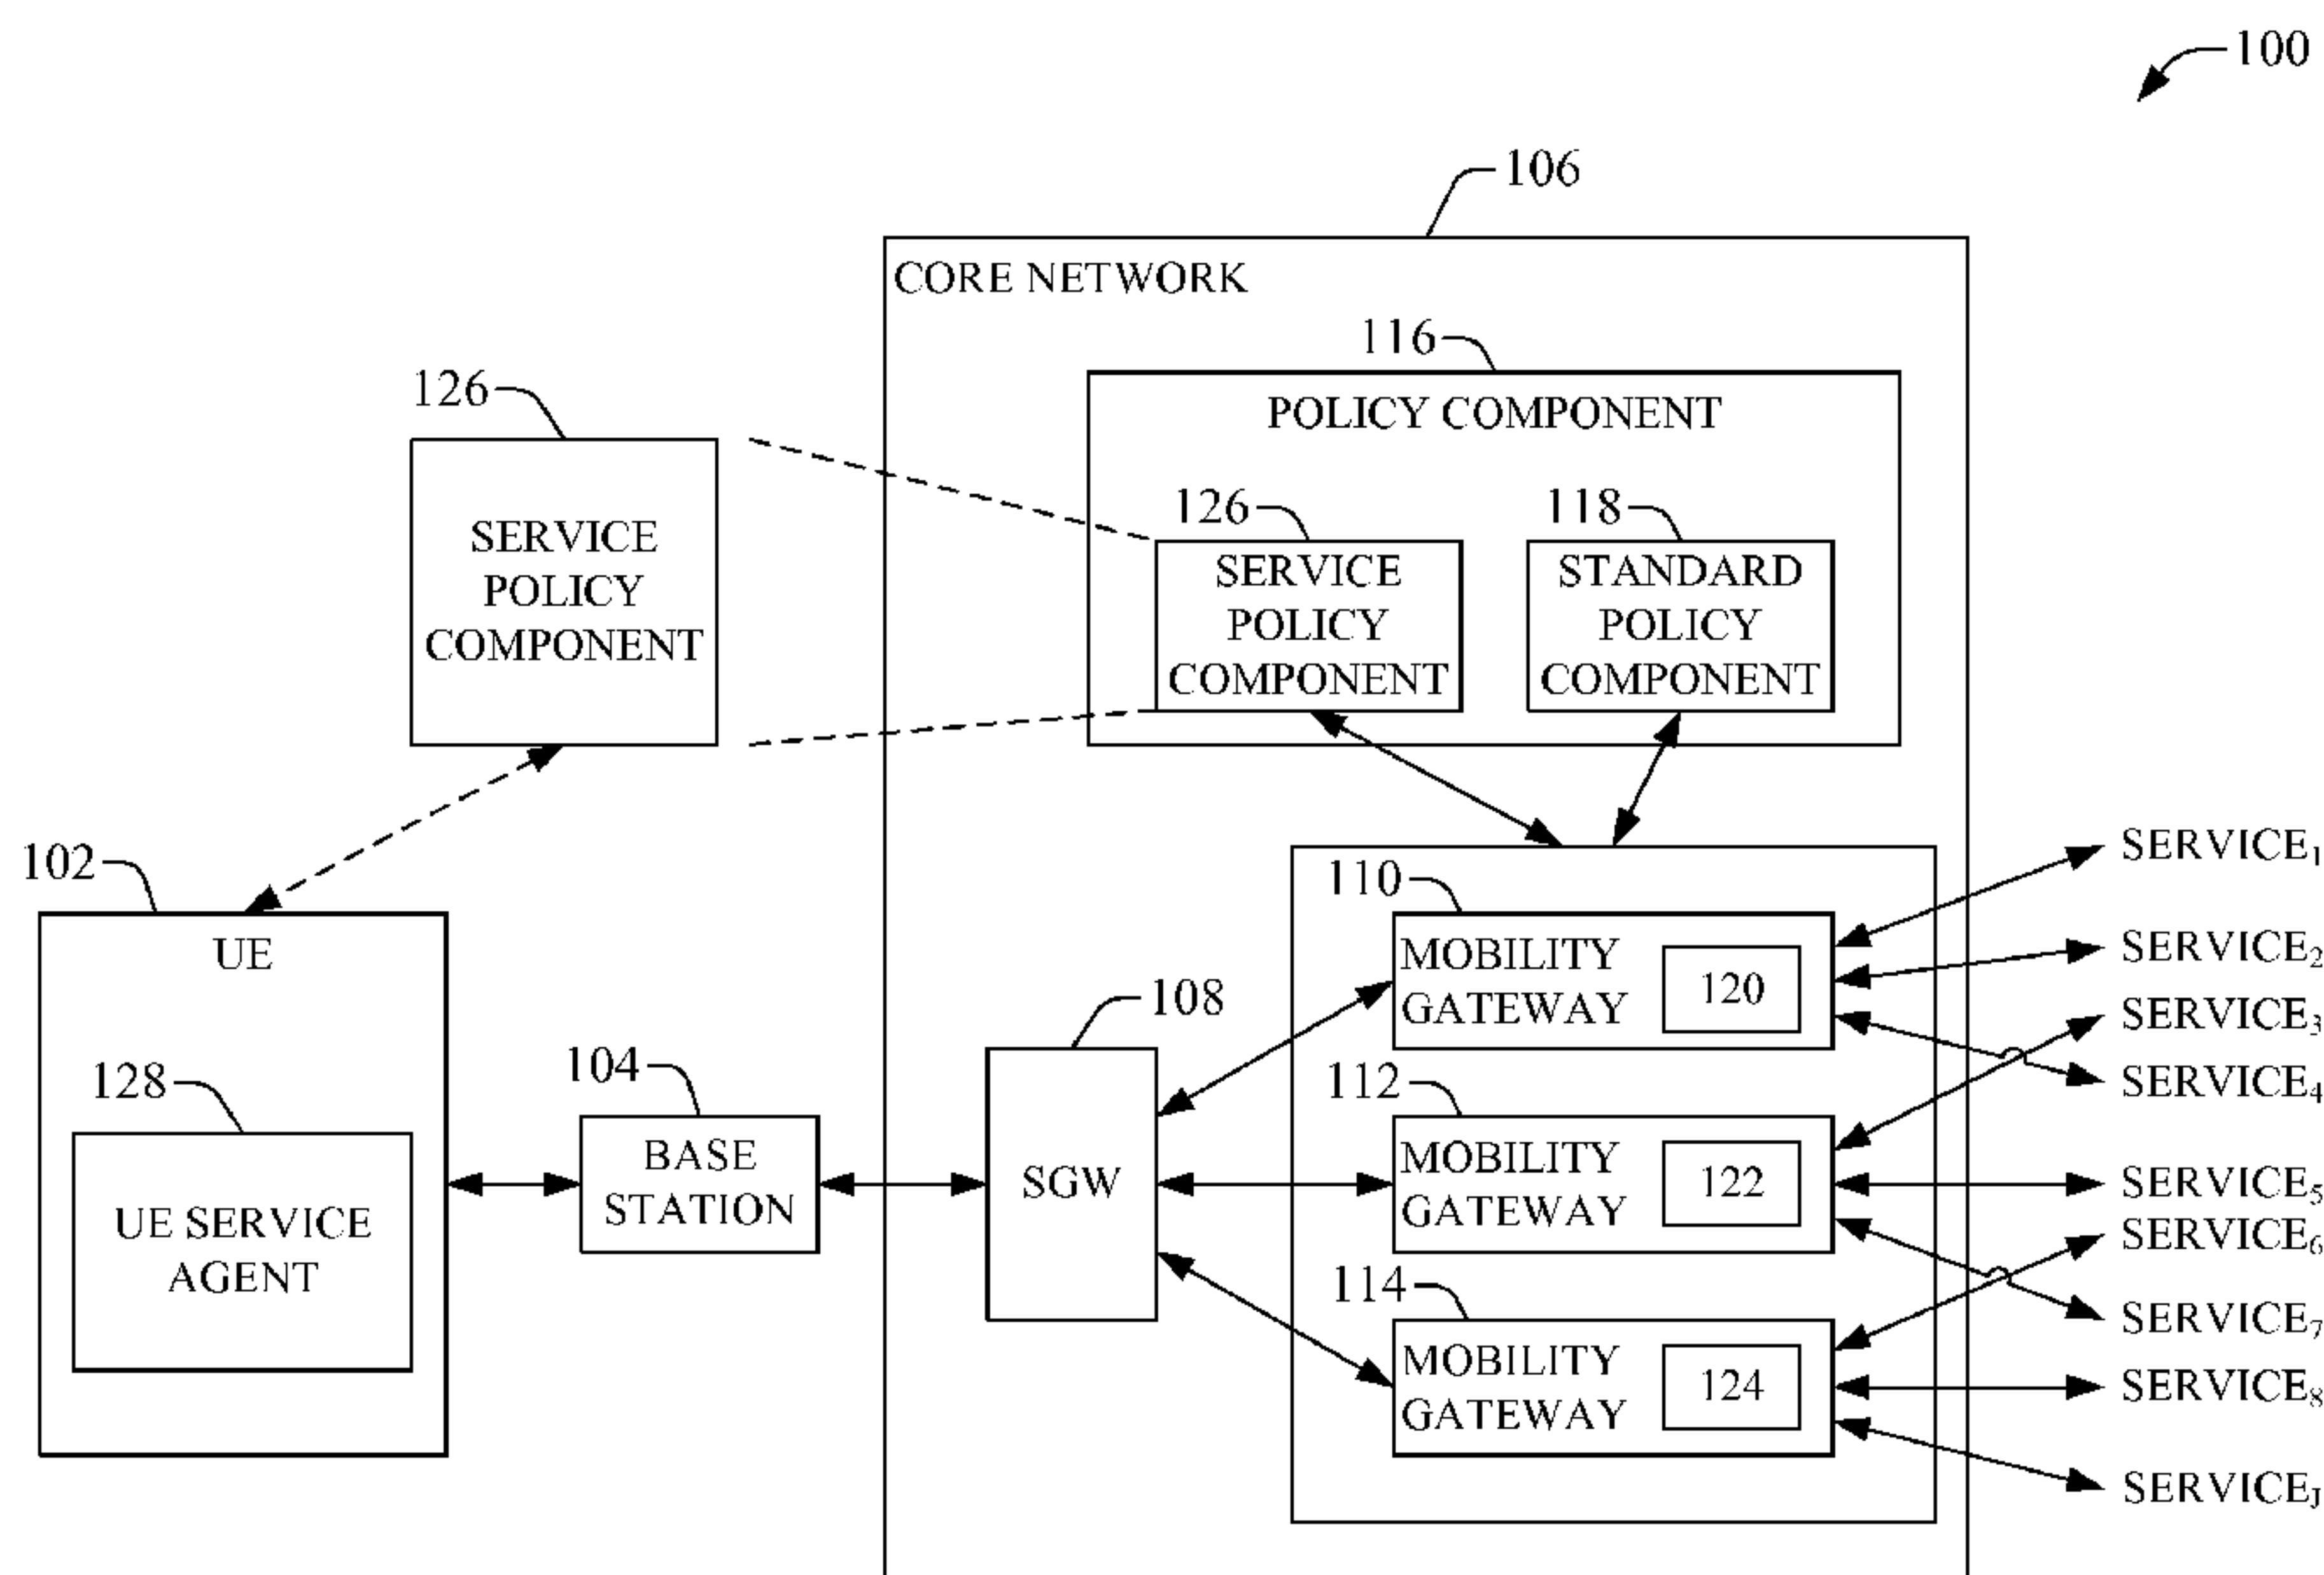 100
106
CORE NETWORK
116
POLICY COMPONENT
126
SERVICE
POLICY
COMPONENT
126
SERVICE
POLICY
COMPONENT
118
STANDARD
POLICY
COMPONENT
102
UE
128
UE SERVICE
AGENT
104
BASE
STATION
108
SGW
110
MOBILITY
GATEWAY
120
112
MOBILITY
GATEWAY
122
114
MOBILITY
GATEWAY
124
SERVICE₁
SERVICE₂
SERVICE₃
SERVICE₄
SERVICE₅
SERVICE₆
SERVICE₇
SERVICE₈
SERVICEJ